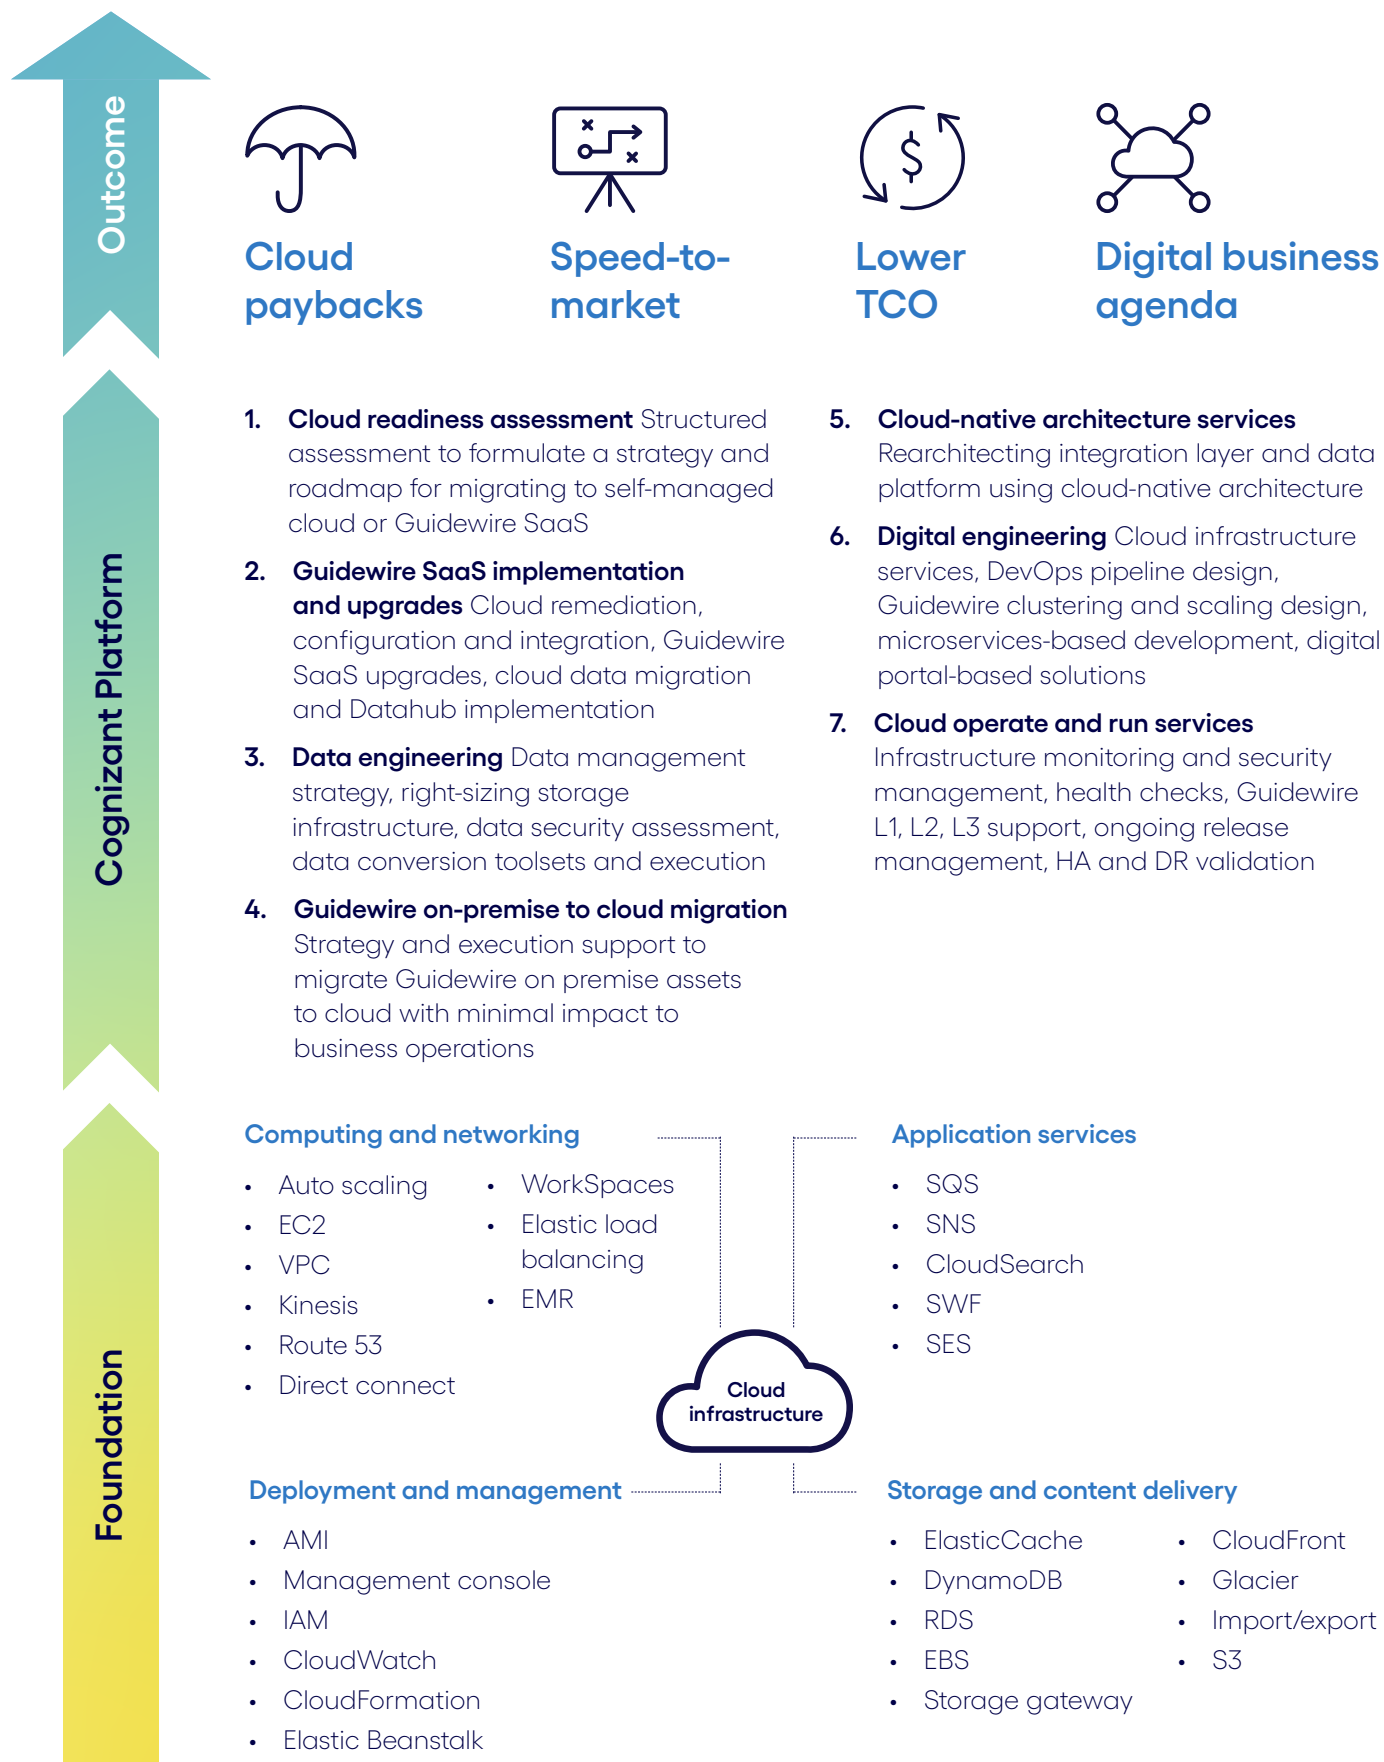 Outcome
Cloud
paybacks
Speed-to-
market
Lower
TCO
Digital business
agenda
Cognizant Platform
1. Cloud readiness assessment Structured
assessment to formulate a strategy and
roadmap for migrating to self-managed
cloud or Guidewire SaaS
2. Guidewire SaaS implementation
and upgrades Cloud remediation,
configuration and integration, Guidewire
SaaS upgrades, cloud data migration
and Datahub implementation
3. Data engineering Data management
strategy, right-sizing storage
infrastructure, data security assessment,
data conversion toolsets and execution
4. Guidewire on-premise to cloud migration
Strategy and execution support to
migrate Guidewire on premise assets
to cloud with minimal impact to
business operations
5. Cloud-native architecture services
Rearchitecting integration layer and data
platform using cloud-native architecture
6. Digital engineering Cloud infrastructure
services, DevOps pipeline design,
Guidewire clustering and scaling design,
microservices-based development, digital
portal-based solutions
7. Cloud operate and run services
Infrastructure monitoring and security
management, health checks, Guidewire
L1, L2, L3 support, ongoing release
management, HA and DR validation
Foundation
Computing and networking
• Auto scaling
• EC2
• VPC
• Kinesis
• Route 53
• Direct connect
• WorkSpaces
• Elastic load
balancing
• EMR
Application services
• SQS
• SNS
• CloudSearch
• SWF
• SES
Cloud
infrastructure
Deployment and management
• AMI
• Management console
• IAM
• CloudWatch
• CloudFormation
• Elastic Beanstalk
Storage and content delivery
• ElasticCache
• DynamoDB
• RDS
• EBS
• Storage gateway
• CloudFront
• Glacier
• Import/export
• S3